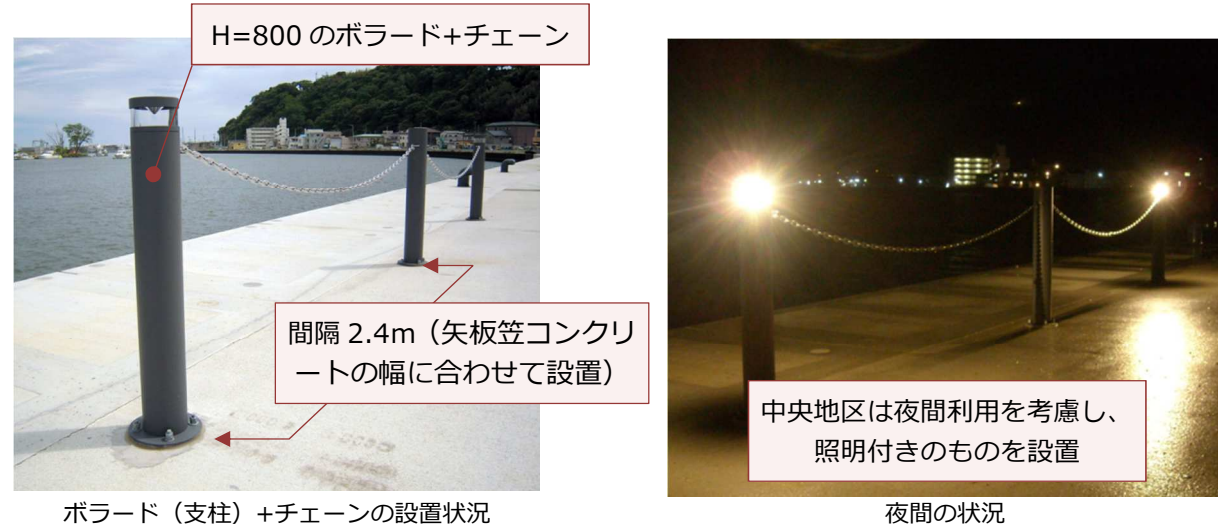 H=800 のボラード+チェーン
間隔 2.4m（矢板笠コンクリ
ートの幅に合わせて設置）
ボラード（支柱）+チェーンの設置状況
中央地区は夜間利用を考慮し、
照明付きのものを設置
夜間の状況